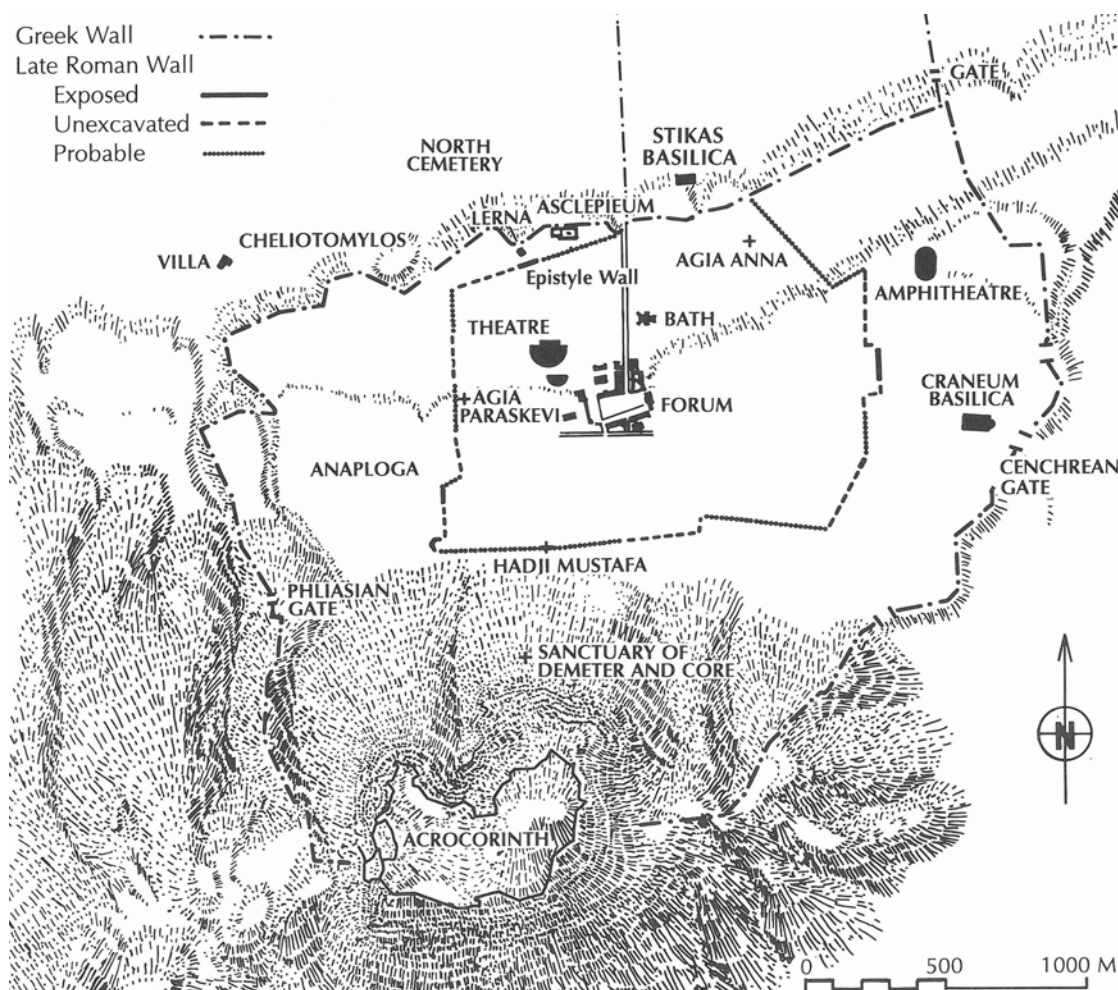 Greek Wall
Late Roman Wall
Exposed
Unexcavated
Probable
GATE
NORTH
CEMETERY
STIKAS
BASILICA
LERNA
ASCLEPIEUM
CHELIOTOMYLOS
VILLA
AGIA ANNA
Epistyle Wall
AMPHITHEATRE
THEATRE
BATH
CRANEUM
BASILICA
AGIA
PARASKEVI
FORUM
ANAPLOGA
CENCHREAN
GATE
HADJI MUSTAFA
PHLIASIAN
GATE
SANCTUARY OF
DEMETER AND CORE
N
ACROCORINTH
0 500 1000 M